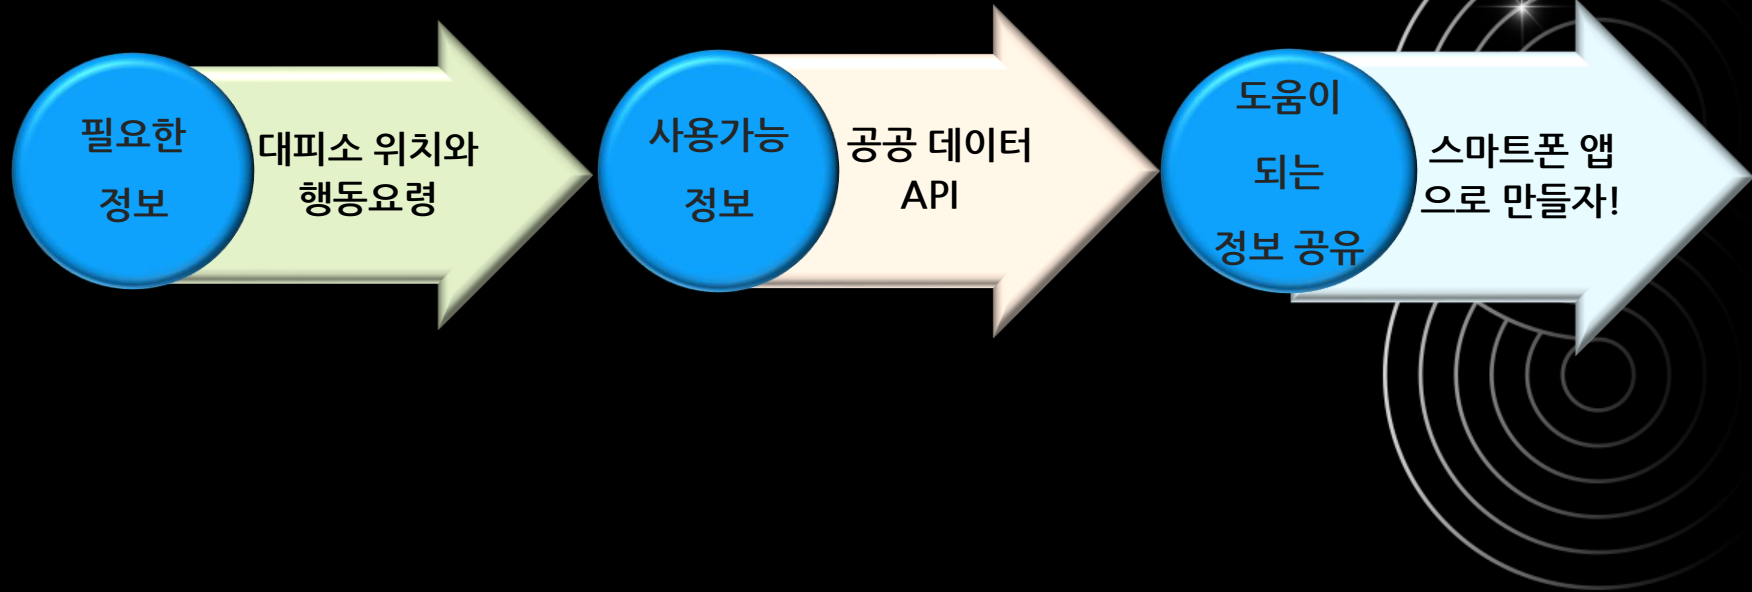 필요한
정보
대피소 위치와
행동요령
사용가능
정보
공공 데이터
API
도움이
되는
정보 공유
스마트폰 앱
으로 만들자!